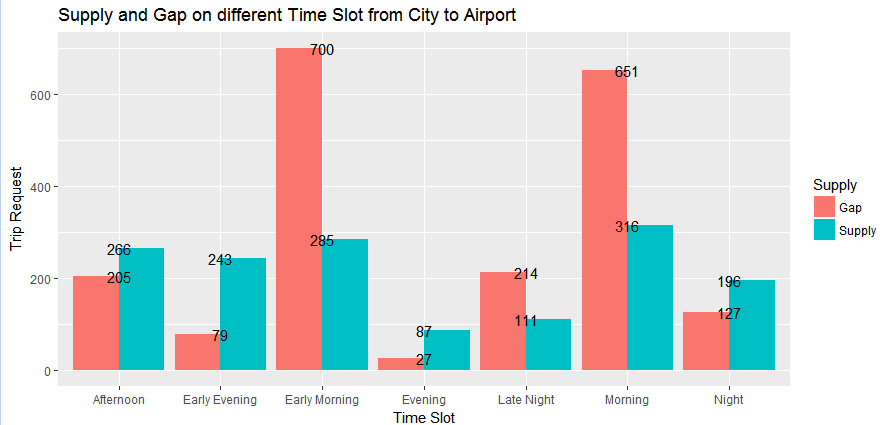 Supply and Gap on different Time Slot from City to Airport
Trip Request
600
400
200
0
700
651
266
205
243
79
285
87
27
214
111
316
196
127
Afternoon
Early Evening
Early Morning
Evening
Late Night
Morning
Night
Time Slot
Supply
Gap
Supply